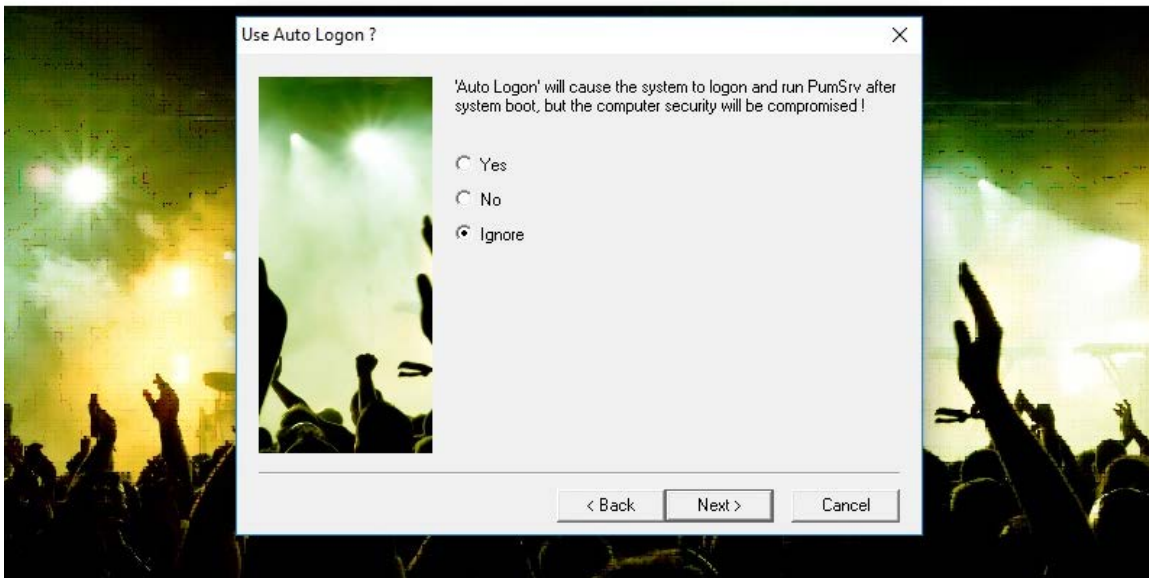 Use Auto Logon ?
'Auto Logon' will cause the system to logon and run PumSrv after
system boot, but the computer security will be compromised !
Yes
No
Ignore
< Back
Next >
Cancel